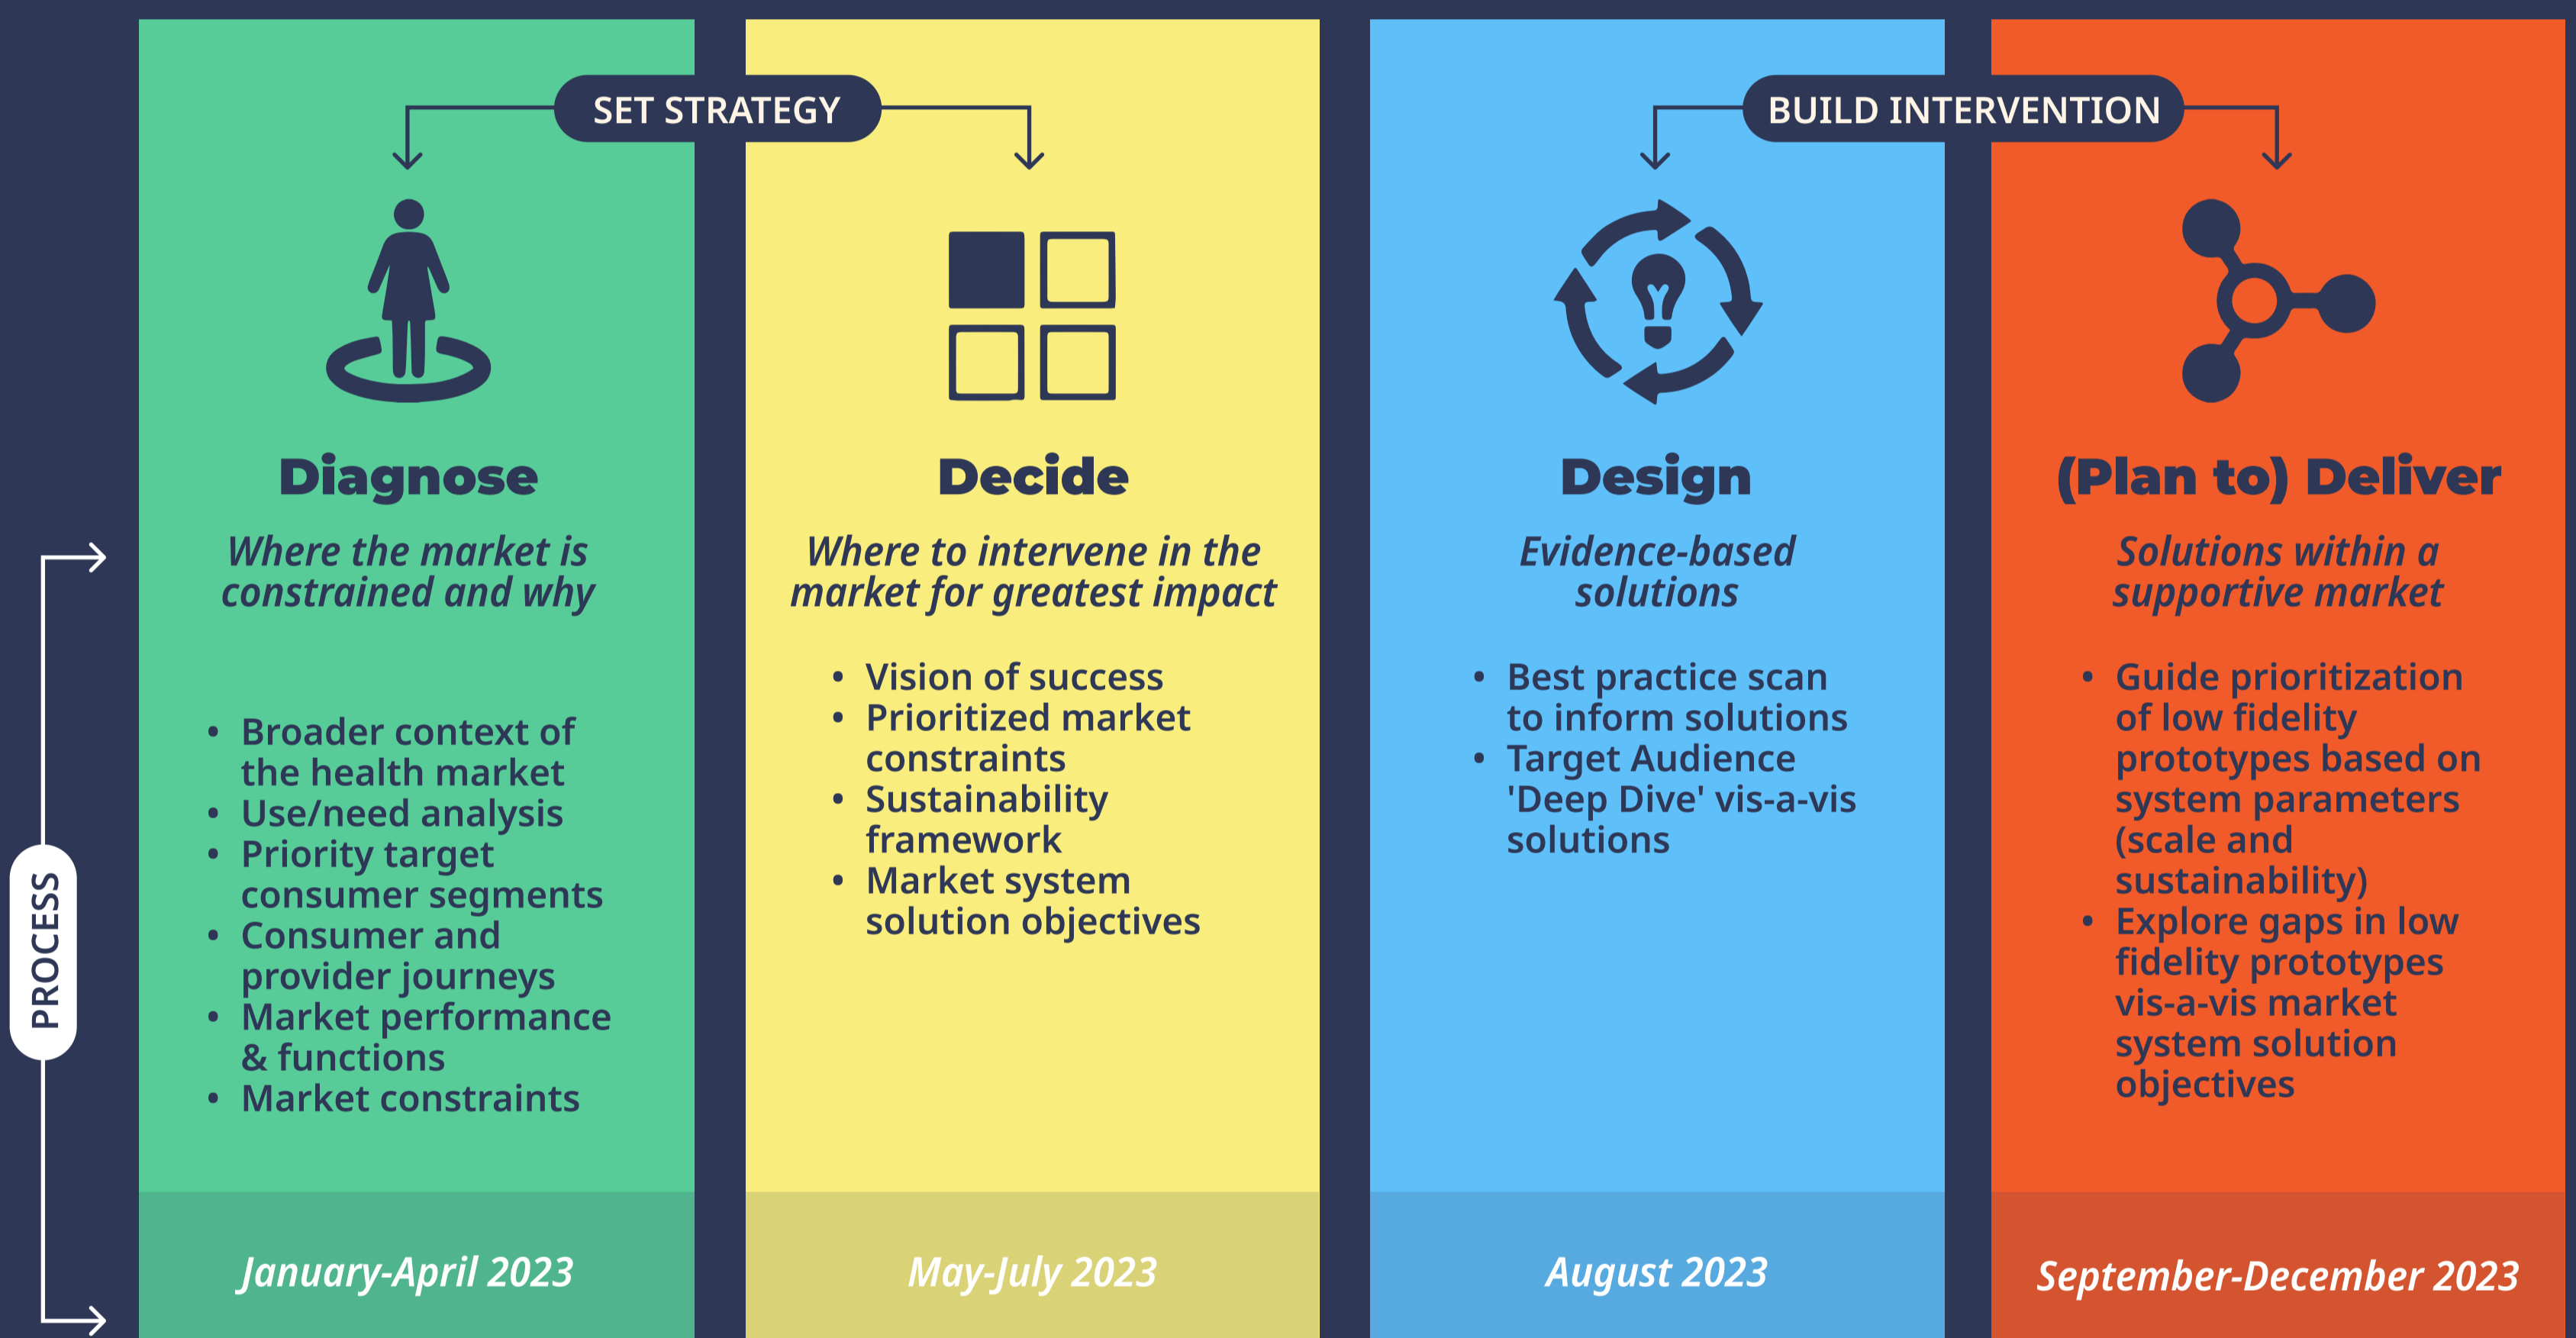 SET STRATEGY
BUILD INTERVENTION
PROCESS
Diagnose
Where the market is
constrained and why
• Broader context of
the health market
• Use/need analysis
• Priority target
consumer segments
• Consumer and
provider journeys
• Market performance
& functions
• Market constraints
January-April 2023
Decide
Where to intervene in the
market for greatest impact
• Vision of success
• Prioritized market
constraints
• Sustainability
framework
• Market system
solution objectives
May-July 2023
Design
Evidence-based
solutions
• Best practice scan
to inform solutions
• Target Audience
'Deep Dive' vis-a-vis
solutions
August 2023
(Plan to) Deliver
Solutions within a
supportive market
• Guide prioritization
of low fidelity
prototypes based on
system parameters
(scale and
sustainability)
• Explore gaps in low
fidelity prototypes
vis-a-vis market
system solution
objectives
September-December 2023